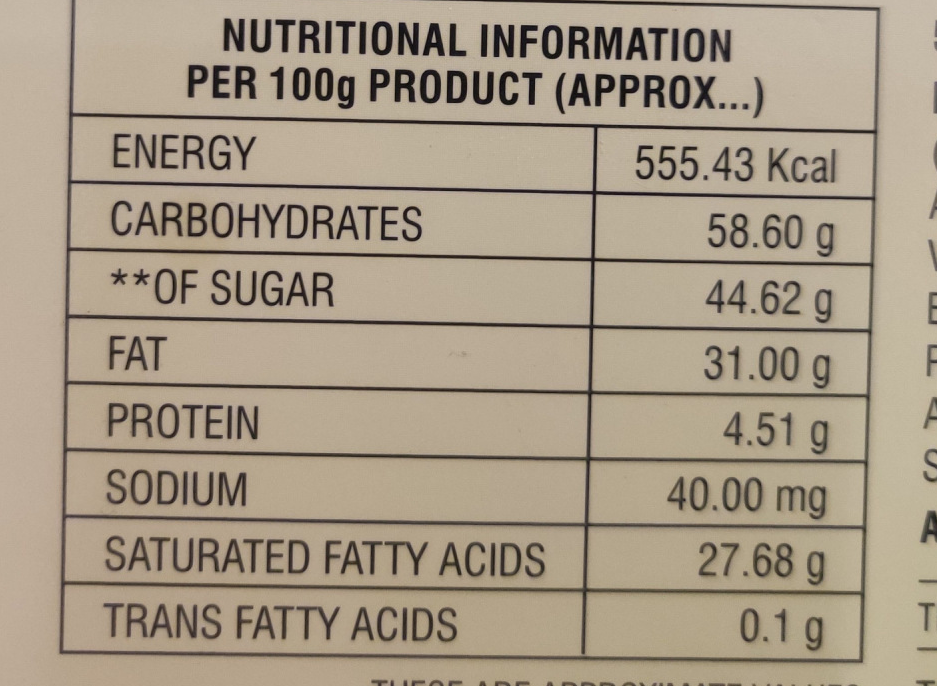 NUTRITIONAL INFORMATION
PER 100g PRODUCT (APPROX...)
ENERGY 555.43 Kcal
CARBOHYDRATES 58.60 g
**OF SUGAR 44.62 g
FAT 31.00 g
PROTEIN 4.51 g
SODIUM 40.00 mg
SATURATED FATTY ACIDS 27.68 g
TRANS FATTY ACIDS 0.1 g